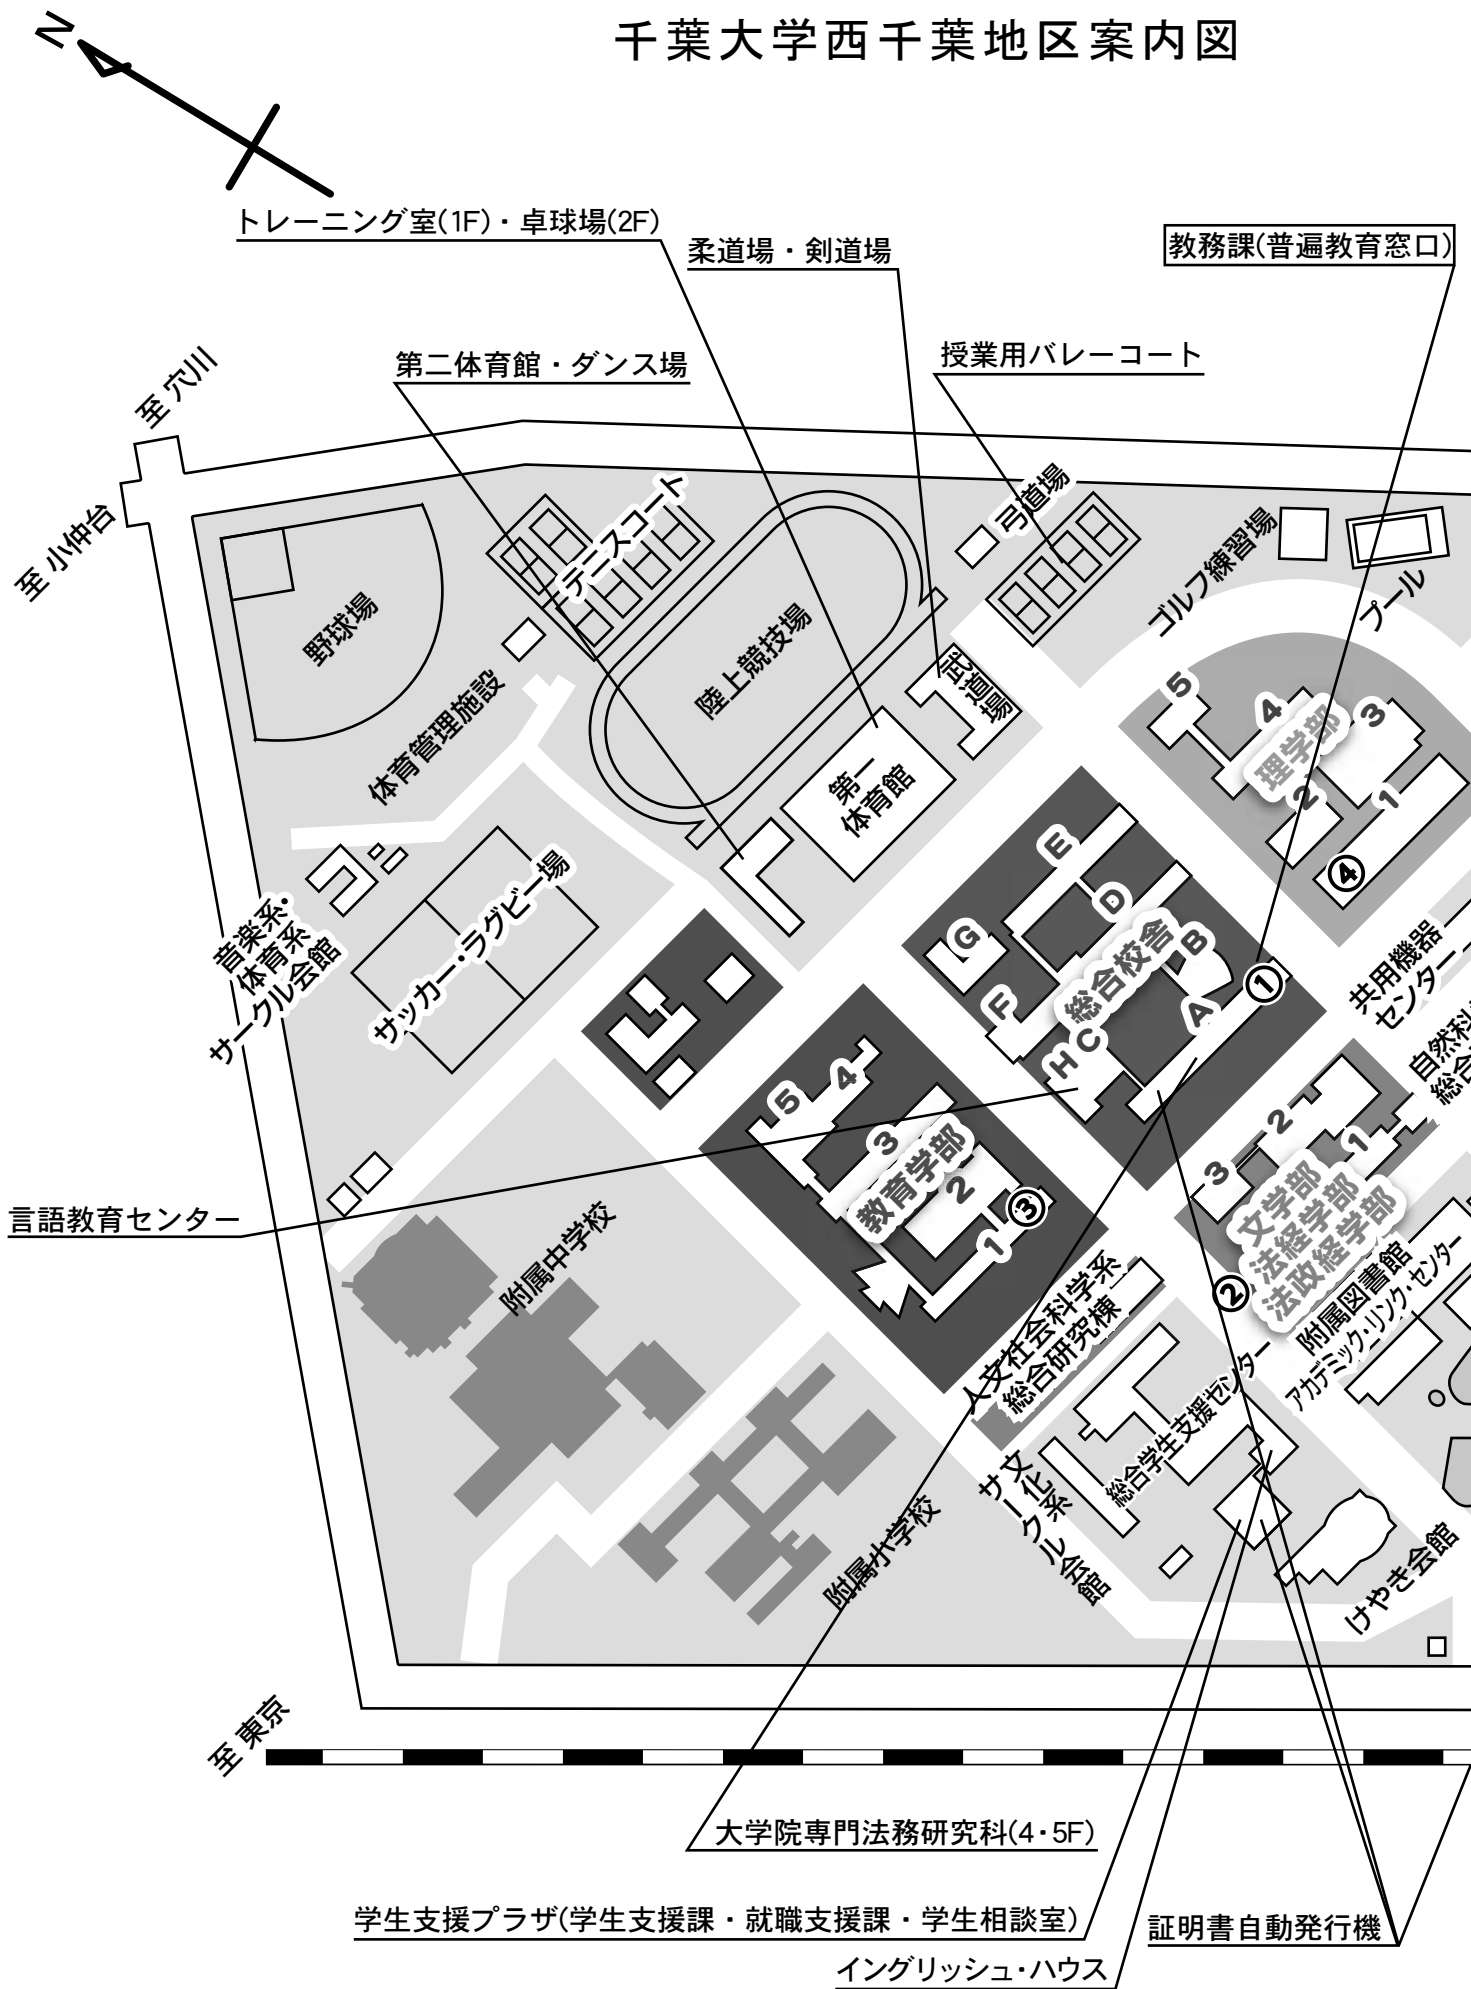 千葉大学西千葉地区案内図
N
トレーニング室(1F)・卓球場(2F)
柔道場・剣道場
教務課(普遍教育窓口)
第二体育館・ダンス場
授業用バレーコート
至 穴川
至 小仲台
テニスコート
弓道場
ゴルフ練習場
プール
野球場
陸上競技場
武道場
体育管理施設
第一
体育館
5
4
3
理学部
2
1
④
E
D
G
総合校舎
B
F
A
①
H
C
音楽系・
体育系
サークル会館
サッカー・ラグビー場
共用機器
センター
自然科
総合
5
4
3
教育学部
2
1
③
2
1
3
文学部
法経学部
法政経学部
②
言語教育センター
附属中学校
人文社会科学系
総合研究棟
附属図書館
アカデミック・リンク・センター
総合学生支援センター
文化系
サークル会館
附属小学校
けやき会館
至 東京
大学院専門法務研究科(4・5F)
学生支援プラザ(学生支援課・就職支援課・学生相談室)
証明書自動発行機
イングリッシュ・ハウス